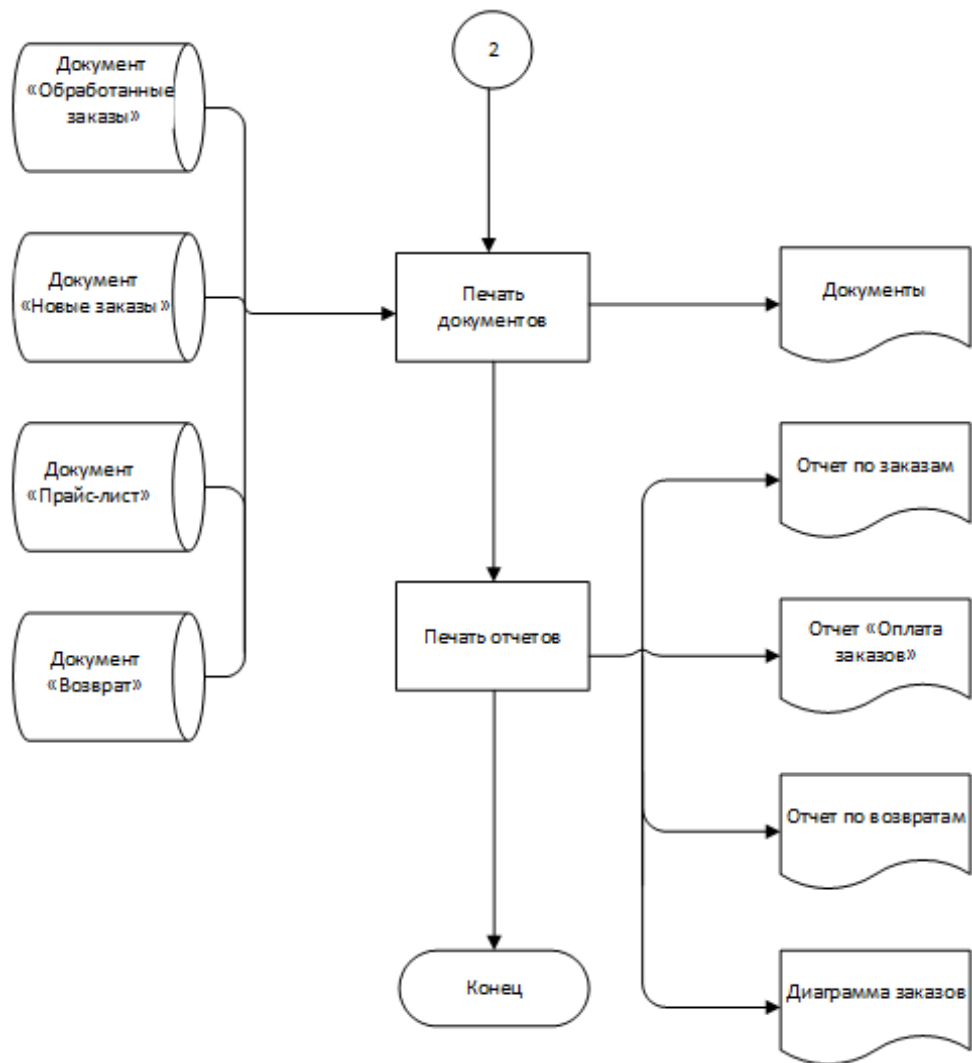 Документ
«Обработанные
заказы»
2
Документ
«Новые заказы»
Печать
документов
Документы
Документ
«Прайс-лист»
Отчет по заказам
Документ
«Возврат»
Печать отчетов
Отчет «Оплата
заказов»
Отчет по возвратам
Конец
Диаграмма заказов